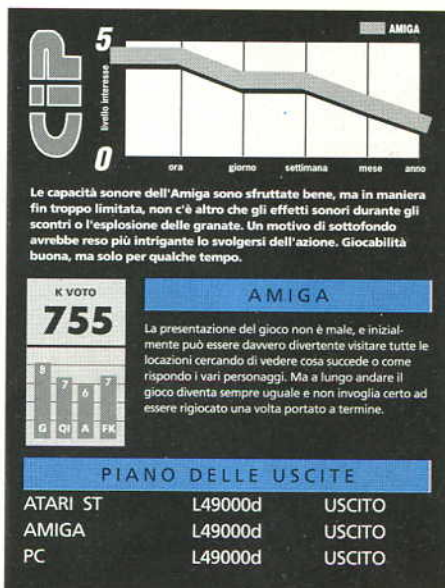 CiP
AMIGA
5
livello interesse
0
ora giorno settimana mese anno
Le capacità sonore dell'Amiga sono sfruttate bene, ma in maniera
fin troppo limitata, non c'è altro che gli effetti sonori durante gli
scontri o l'esplosione delle granate. Un motivo di sottofondo
avrebbe reso più intrigante lo svolgersi dell'azione. Giocabilità
buona, ma solo per qualche tempo.
K VOTO
755
8 7 6 7
G QI A FK
AMIGA
La presentazione del gioco non è male, e inizial-
mente può essere davvero divertente visitare tutte le
locazioni cercando di vedere cosa succede o come
rispondo i vari personaggi. Ma a lungo andare il
gioco diventa sempre uguale e non invoglia certo ad
essere rigiocato una volta portato a termine.
PIANO DELLE USCITE
ATARI ST L49000d USCITO
AMIGA L49000d USCITO
PC L49000d USCITO